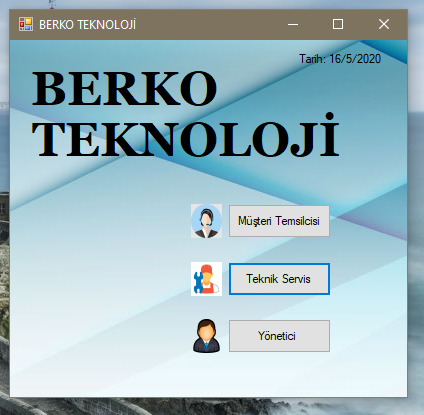 BERKO TEKNOLOJİ
Tarih: 16/5/2020
BERKO
TEKNOLOJİ
Müşteri Temsilcisi
Teknik Servis
Yönetici